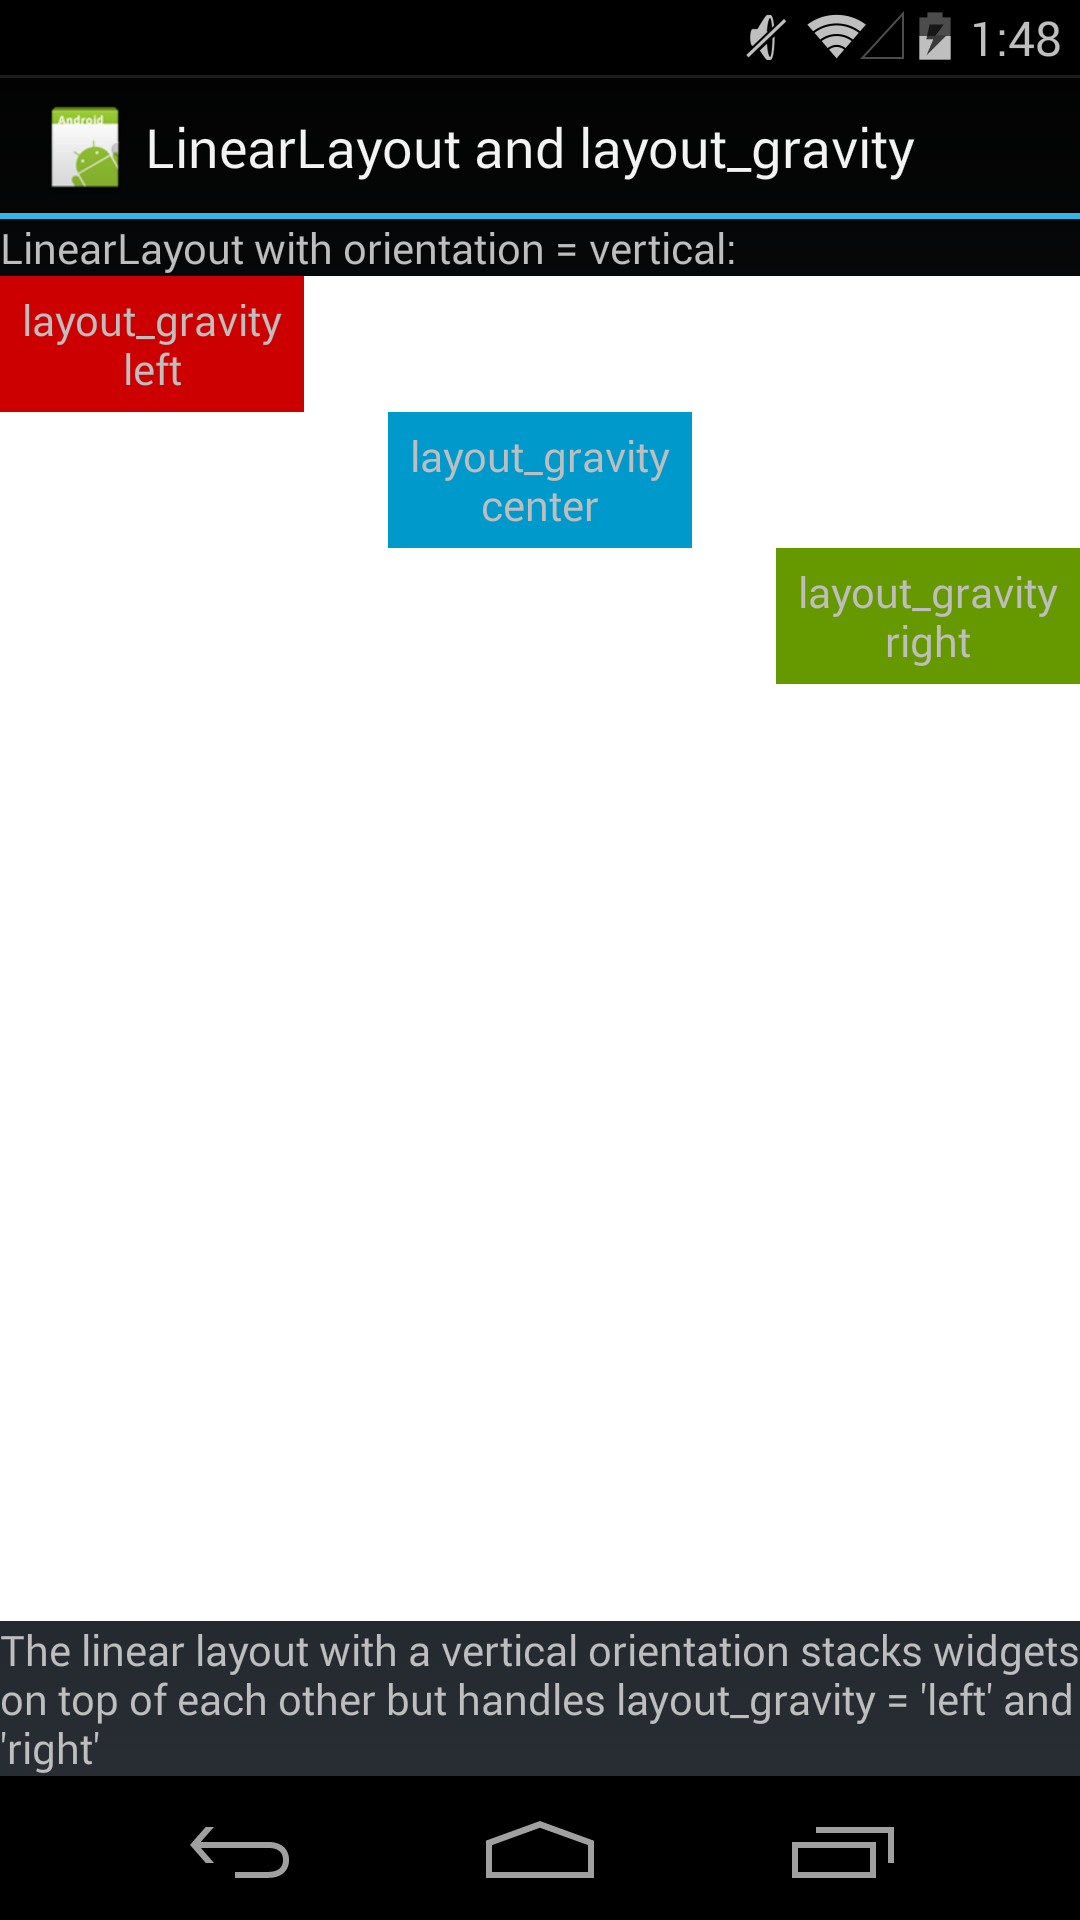 1:48
Android
LinearLayout and layout_gravity
LinearLayout with orientation = vertical:
layout_gravity
left
layout_gravity
center
layout_gravity
right
The linear layout with a vertical orientation stacks widgets
on top of each other but handles layout_gravity = 'left' and
'right'